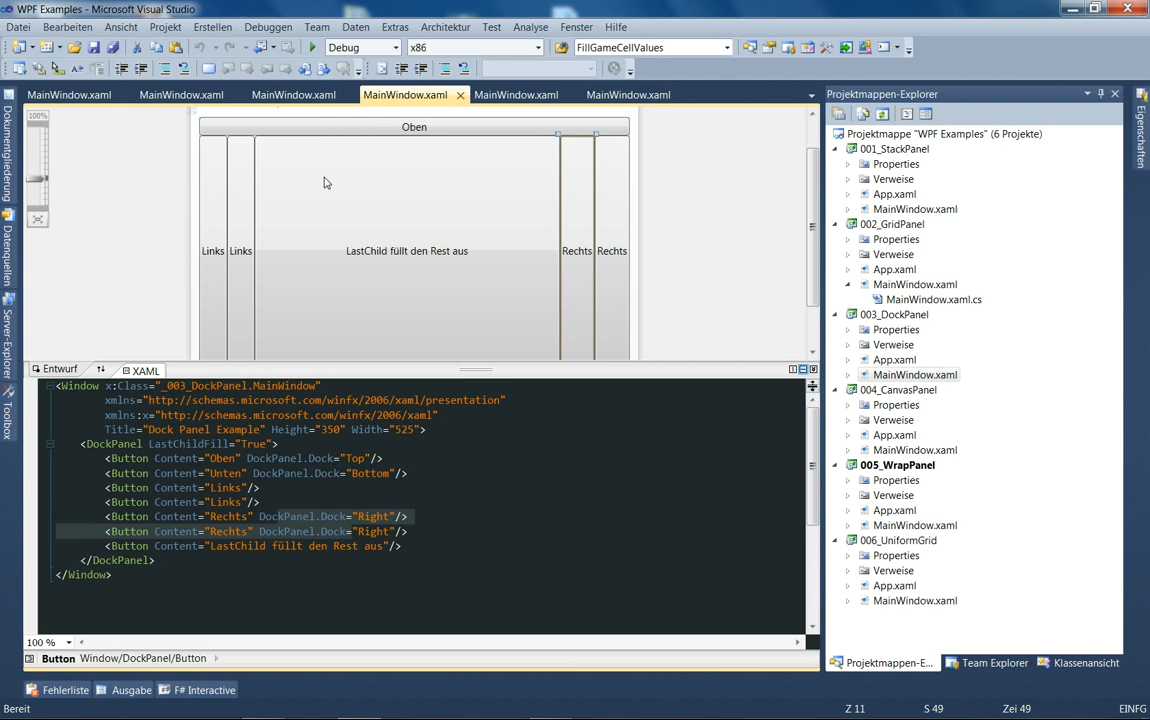 WPF Examples - Microsoft Visual Studio
Datei Bearbeiten Ansicht Projekt Erstellen Debuggen Team Daten Extras Architektur Test Analyse Fenster Hilfe
Debug x86 FillGameCellValues
MainWindow.xaml MainWindow.xaml MainWindow.xaml MainWindow.xaml MainWindow.xaml MainWindow.xaml
Dokumentgliederung
Datenquellen
Server-Explorer
Toolbox
100%
Oben
Links Links LastChild füllt den Rest aus Rechts Rechts
Entwurf XAML
<Window x:Class="_003_DockPanel.MainWindow"
xmlns="http://schemas.microsoft.com/winfx/2006/xaml/presentation"
xmlns:x="http://schemas.microsoft.com/winfx/2006/xaml"
Title="Dock Panel Example" Height="350" Width="525">
<DockPanel LastChildFill="True">
<Button Content="Oben" DockPanel.Dock="Top"/>
<Button Content="Unten" DockPanel.Dock="Bottom"/>
<Button Content="Links"/>
<Button Content="Links"/>
<Button Content="Rechts" DockPanel.Dock="Right"/>
<Button Content="Rechts" DockPanel.Dock="Right"/>
<Button Content="LastChild füllt den Rest aus"/>
</DockPanel>
</Window>
100 %
Button Window/DockPanel/Button
Projektmappen-Explorer
Projektmappe "WPF Examples" (6 Projekte)
001_StackPanel
Properties
Verweise
App.xaml
MainWindow.xaml
002_GridPanel
Properties
Verweise
App.xaml
MainWindow.xaml
MainWindow.xaml.cs
003_DockPanel
Properties
Verweise
App.xaml
MainWindow.xaml
004_CanvasPanel
Properties
Verweise
App.xaml
MainWindow.xaml
005_WrapPanel
Properties
Verweise
App.xaml
MainWindow.xaml
006_UniformGrid
Properties
Verweise
App.xaml
MainWindow.xaml
Projektmappen-E... Team Explorer Klassenansicht
Eigenschaften
Fehlerliste Ausgabe F# Interactive
Bereit Z 11 S 49 Zei 49 EINFG